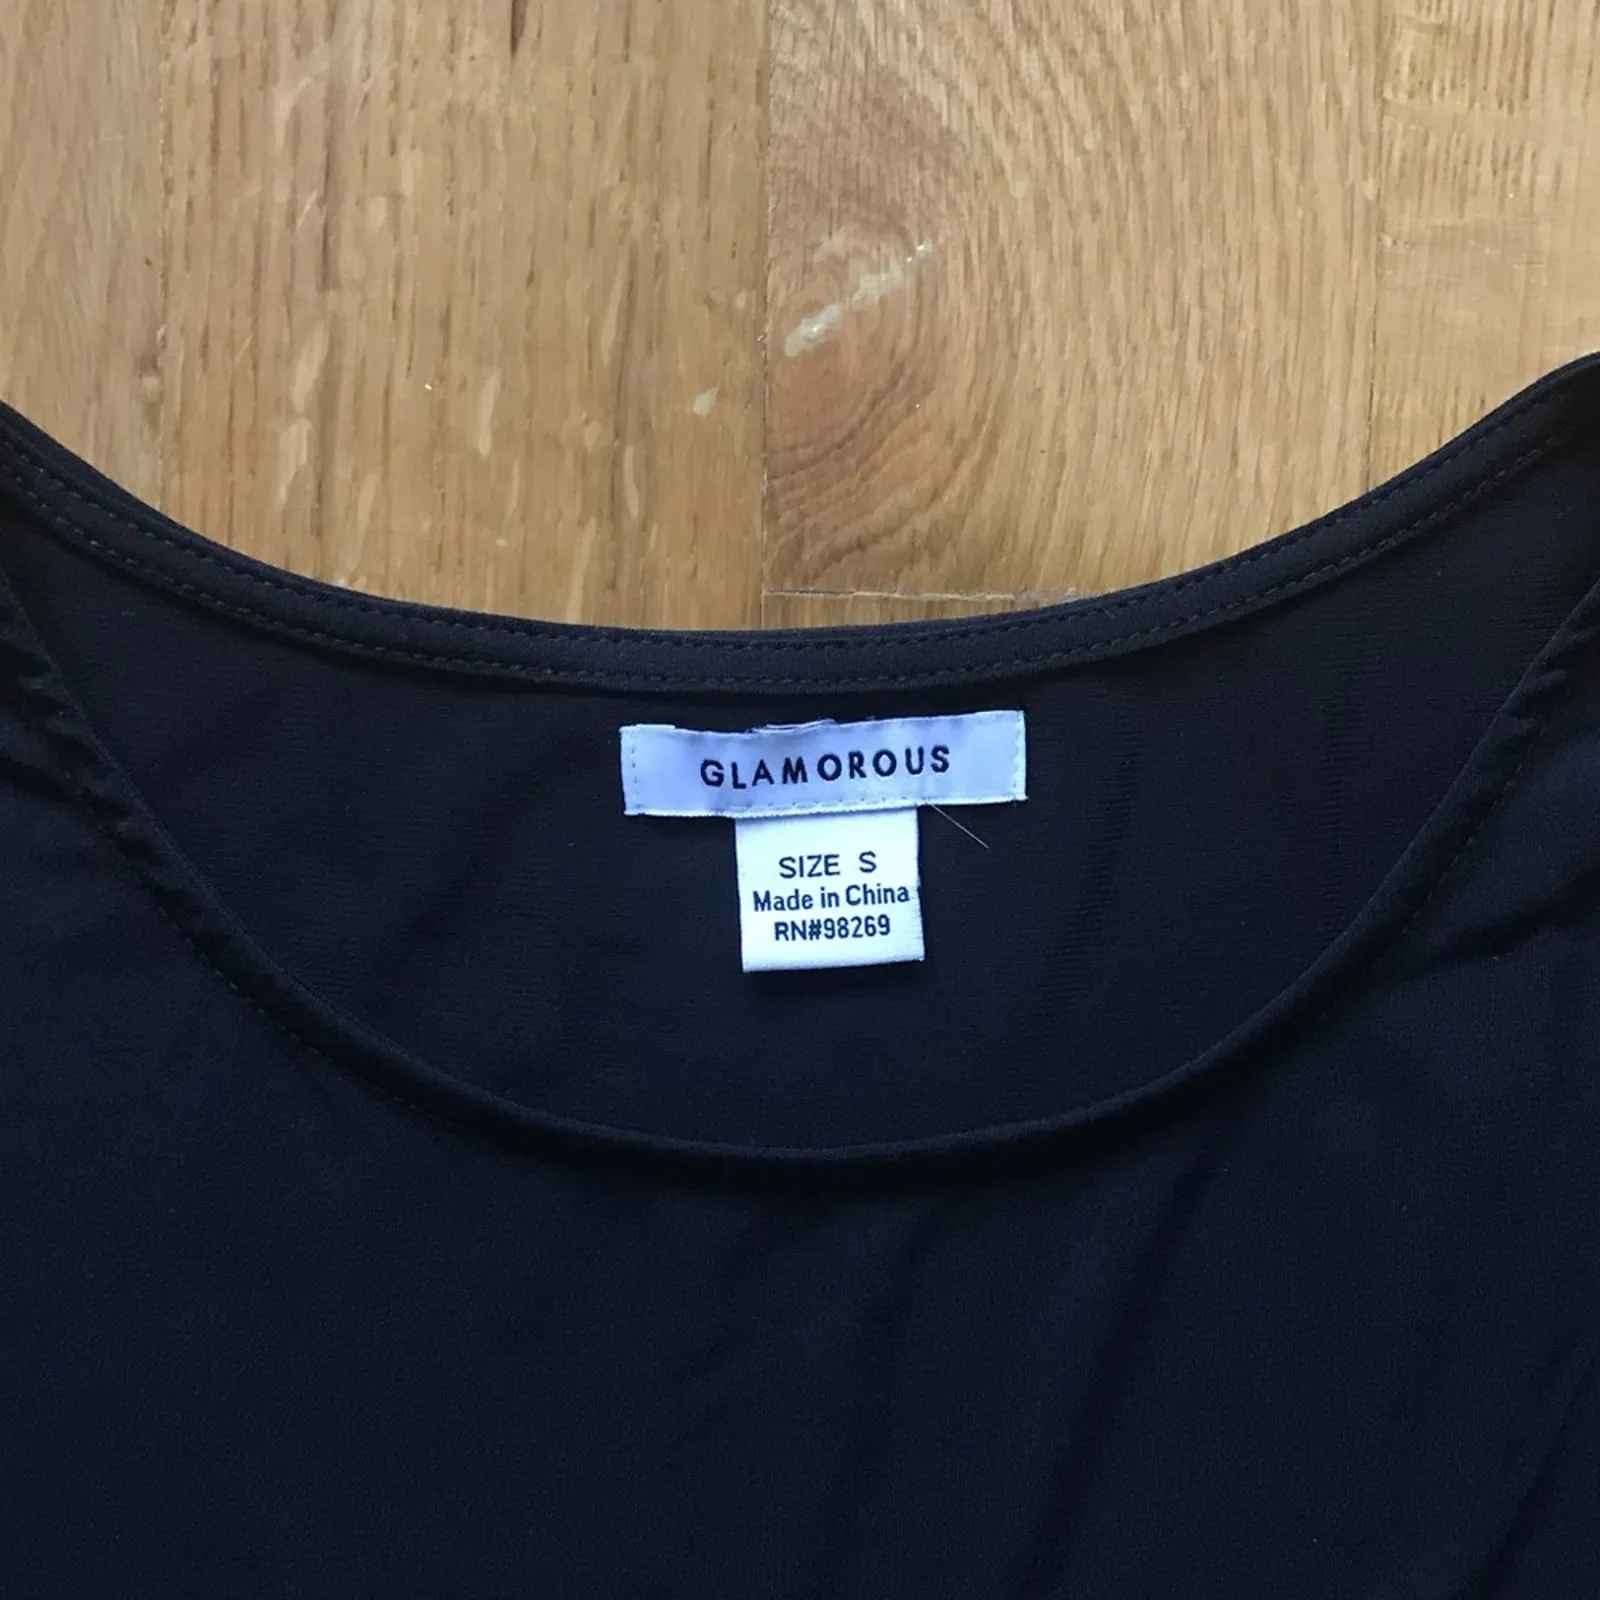 GLAMOROUS
SIZE S
Made in China
RN#98269